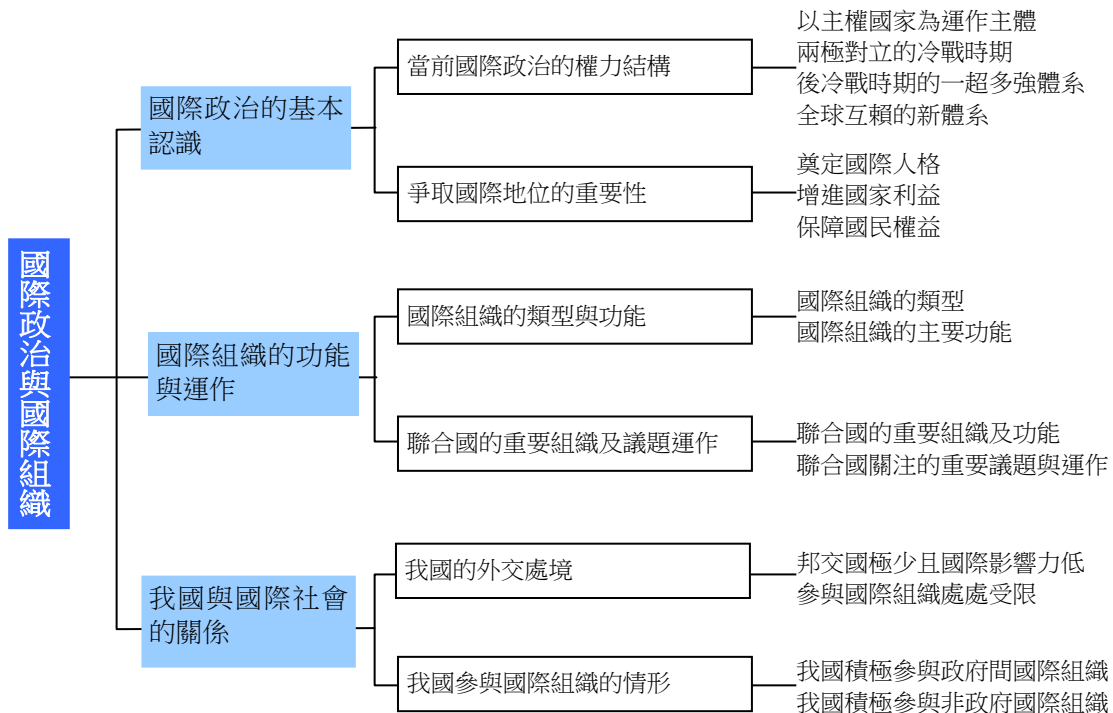 國際政治與國際組織
國際政治的基本
認識
當前國際政治的權力結構
以主權國家為運作主體
兩極對立的冷戰時期
後冷戰時期的一超多強體系
全球互賴的新體系
爭取國際地位的重要性
奠定國際人格
增進國家利益
保障國民權益
國際組織的功能
與運作
國際組織的類型與功能
國際組織的類型
國際組織的主要功能
聯合國的重要組織及議題運作
聯合國的重要組織及功能
聯合國關注的重要議題與運作
我國與國際社會
的關係
我國的外交處境
邦交國極少且國際影響力低
參與國際組織處處受限
我國參與國際組織的情形
我國積極參與政府間國際組織
我國積極參與非政府國際組織